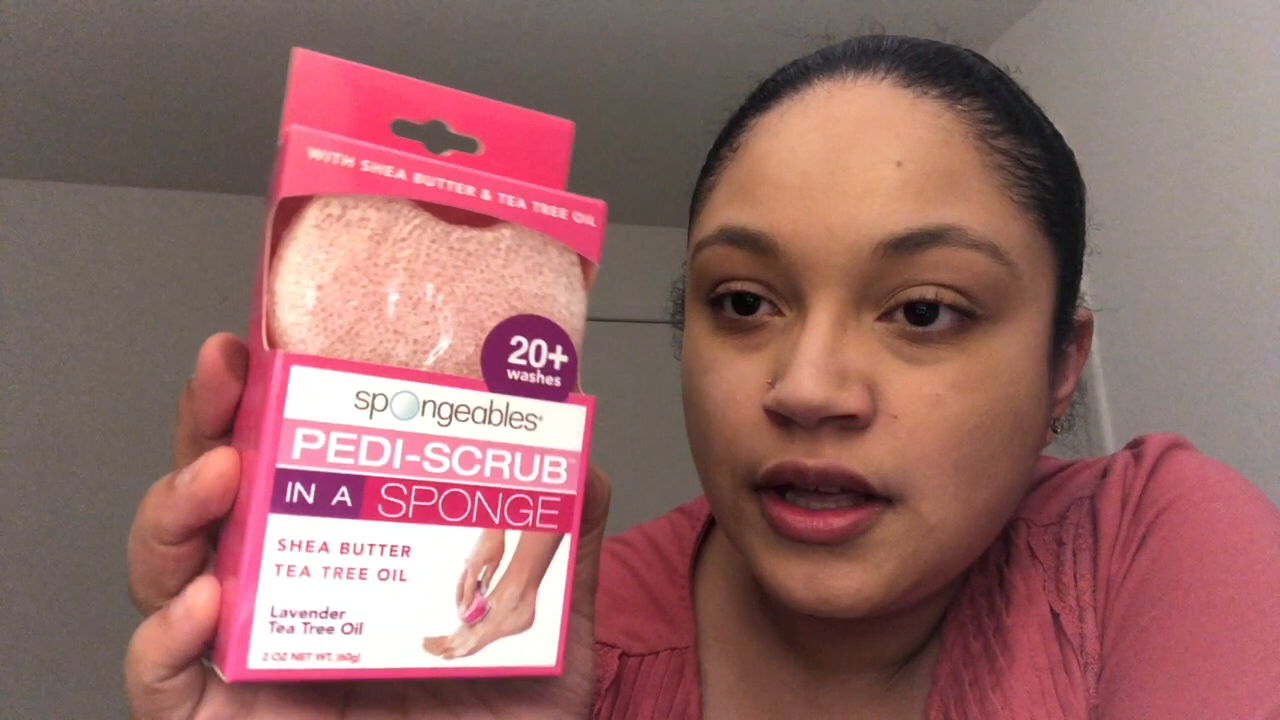 WITH SHEA BUTTER & TEA TREE OIL
20+
washes
spongeables®
PEDI-SCRUB™
IN A SPONGE
SHEA BUTTER
TEA TREE OIL
Lavender
Tea Tree Oil
2 OZ NET WT. (60g)